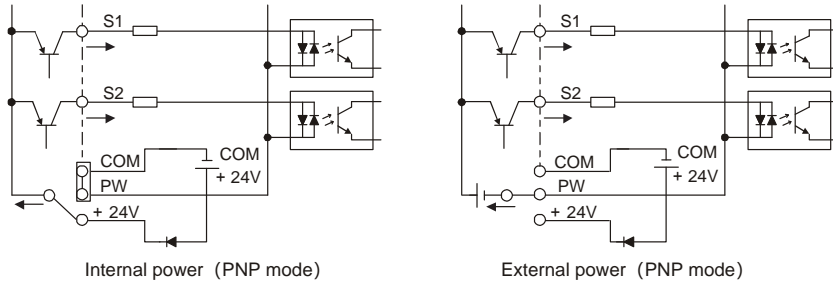 S1
S2
COM
COM
+ 24V
PW
+ 24V
Internal power（PNP mode）
S1
S2
COM
COM
+ 24V
PW
+ 24V
External power（PNP mode）